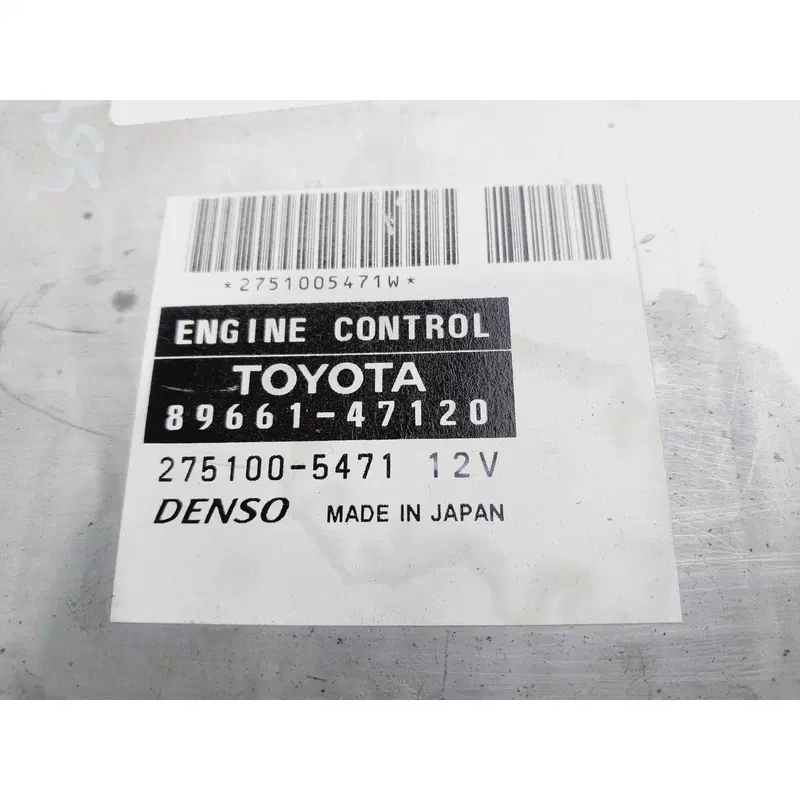 *2751005471W*
ENGINE CONTROL
TOYOTA
89661-47120
275100-5471 12V
DENSO MADE IN JAPAN